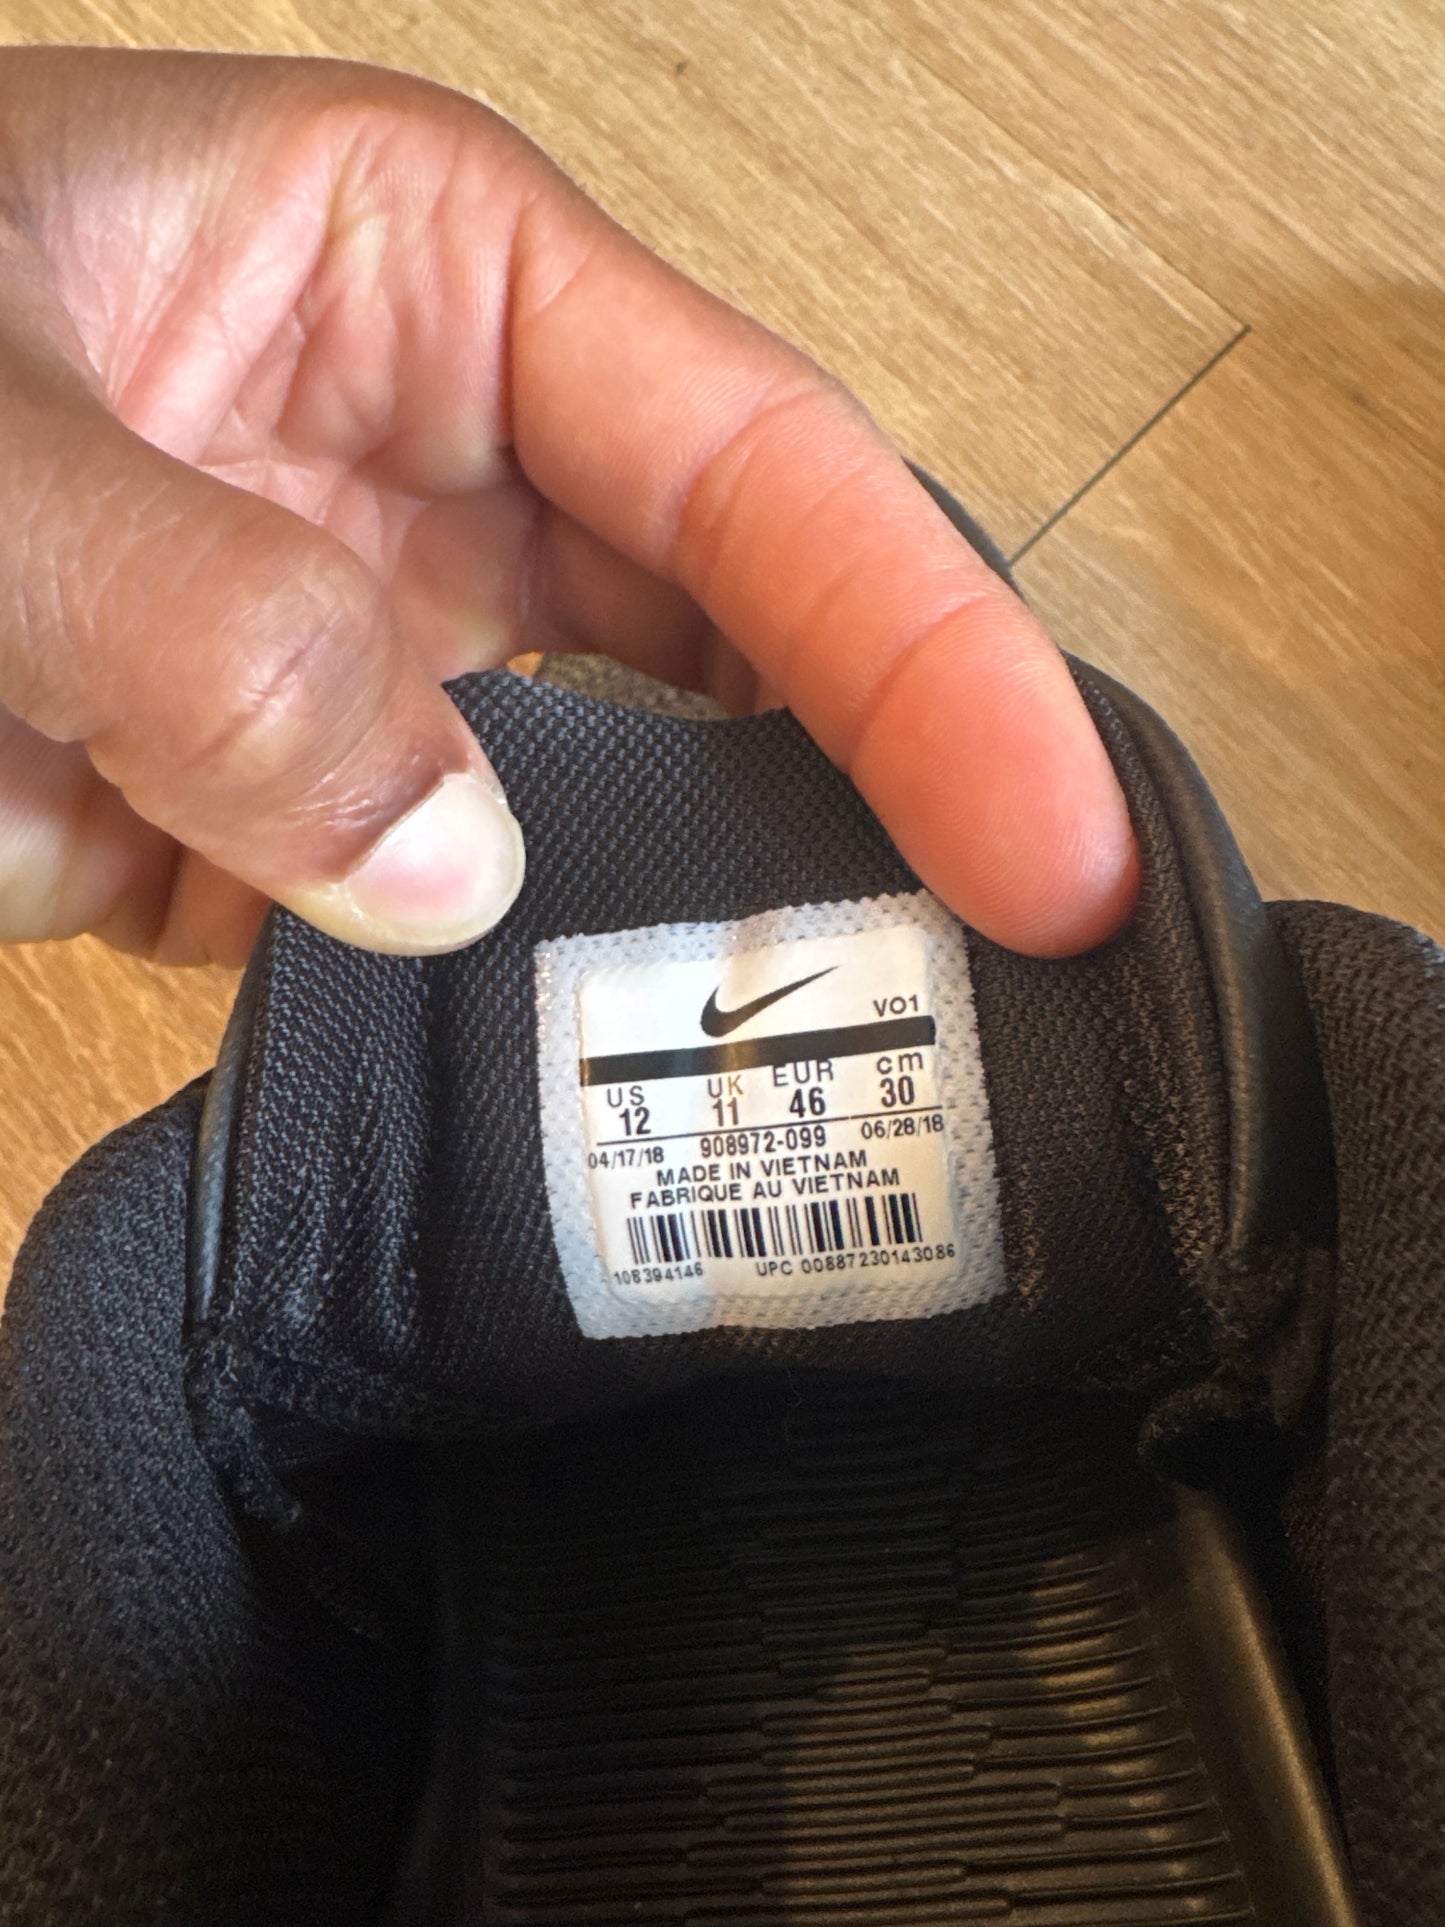 VO1
US UK EUR cm
12 11 46 30
04/17/18 908972-099 06/28/18
MADE IN VIETNAM
FABRIQUE AU VIETNAM
108394146 UPC 00887230143086